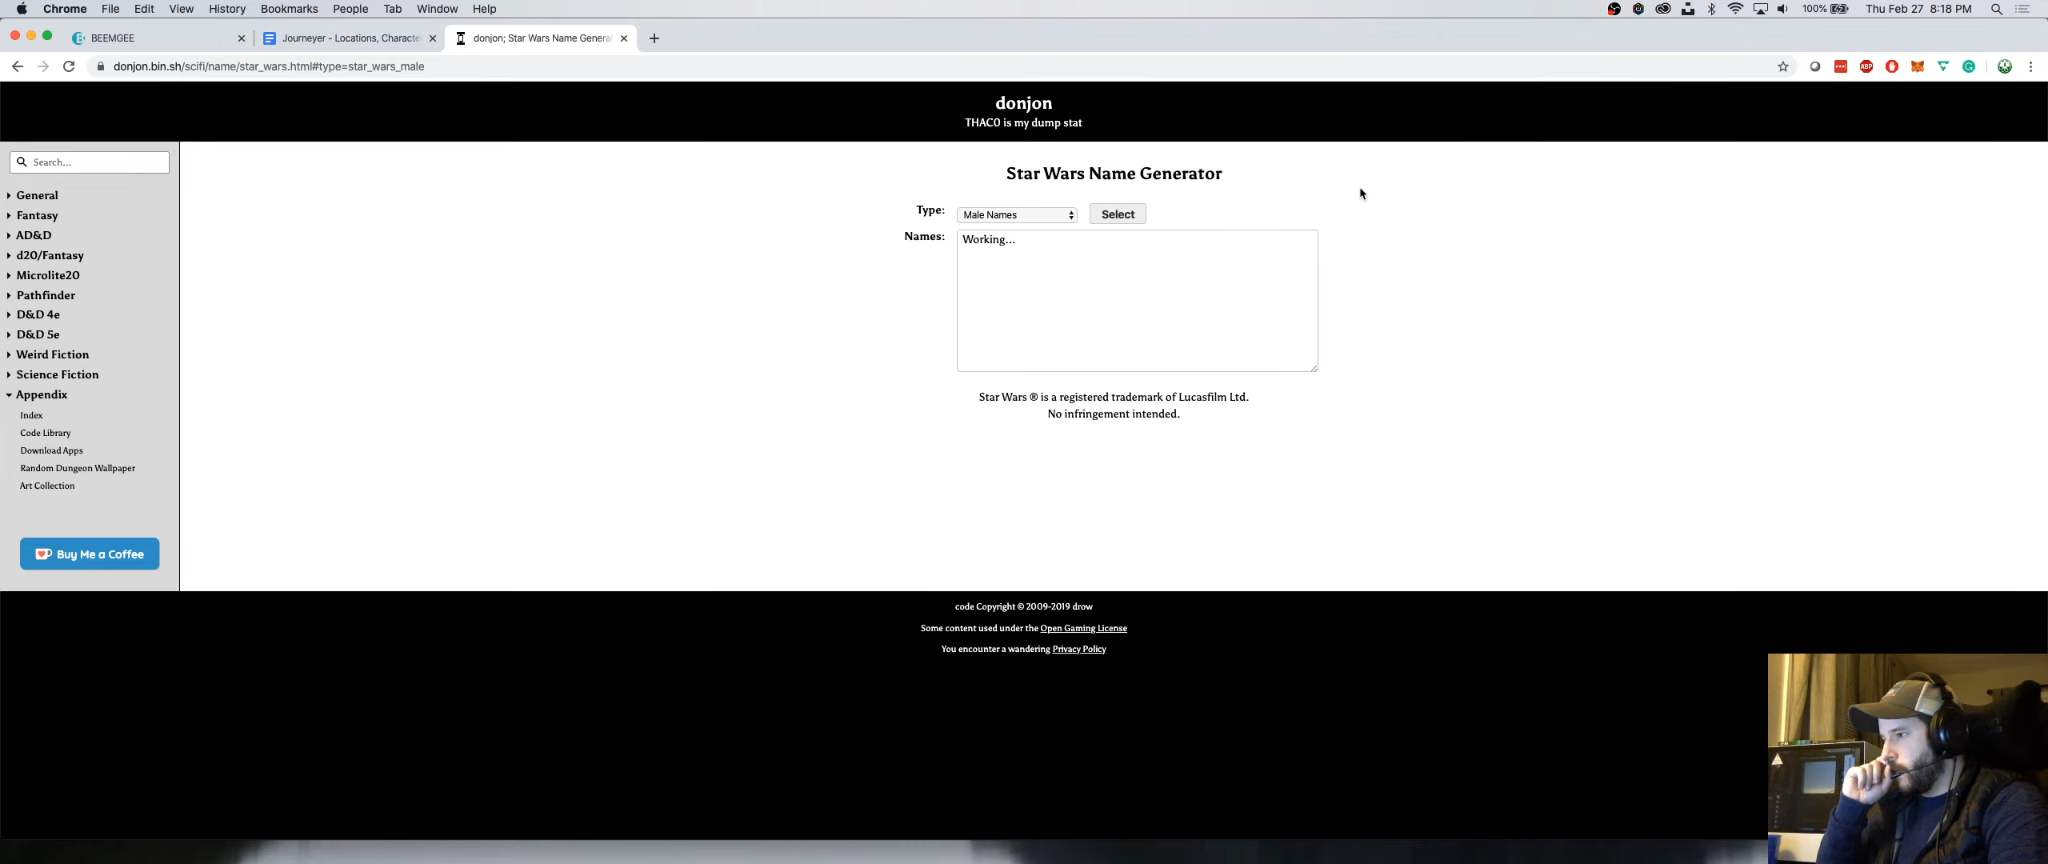 Chrome File Edit View History Bookmarks People Tab Window Help 100% Thu Feb 27 8:18 PM
BEEMGEE Journeyer - Locations, Characte donjon; Star Wars Name Genera
donjon.bin.sh/scifi/name/star_wars.html#type=star_wars_male ABP
donjon
THAC0 is my dump stat
Search...
General
Fantasy
AD&D
d20/Fantasy
Microlite20
Pathfinder
D&D 4e
D&D 5e
Weird Fiction
Science Fiction
Appendix
Index
Code Library
Download Apps
Random Dungeon Wallpaper
Art Collection
Buy Me a Coffee
Star Wars Name Generator
Type: Male Names Select
Names: Working...
Star Wars ® is a registered trademark of Lucasfilm Ltd.
No infringement intended.
code Copyright © 2009-2019 drow
Some content used under the Open Gaming License
You encounter a wandering Privacy Policy